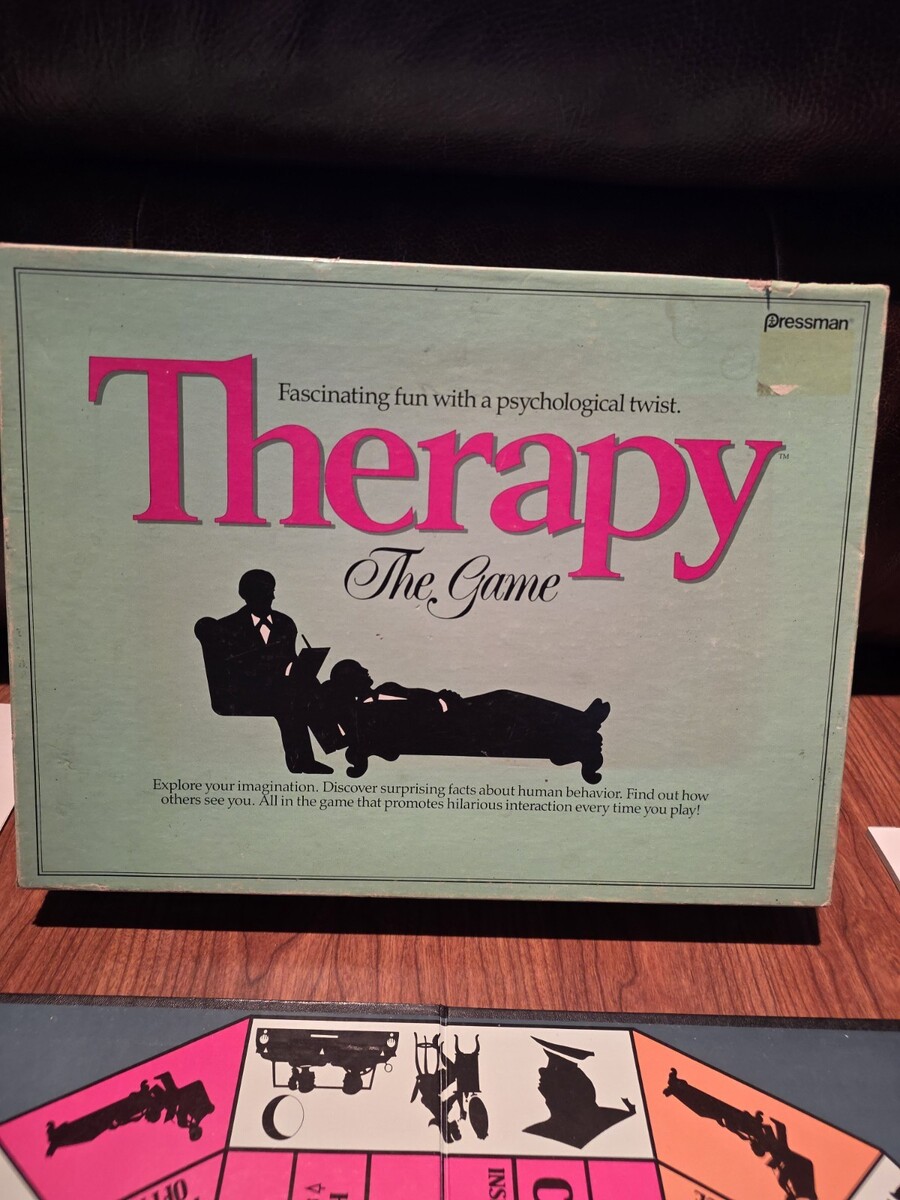 Pressman®
Fascinating fun with a psychological twist.
Therapy™
The Game
Explore your imagination. Discover surprising facts about human behavior. Find out how
others see you. All in the game that promotes hilarious interaction every time you play!